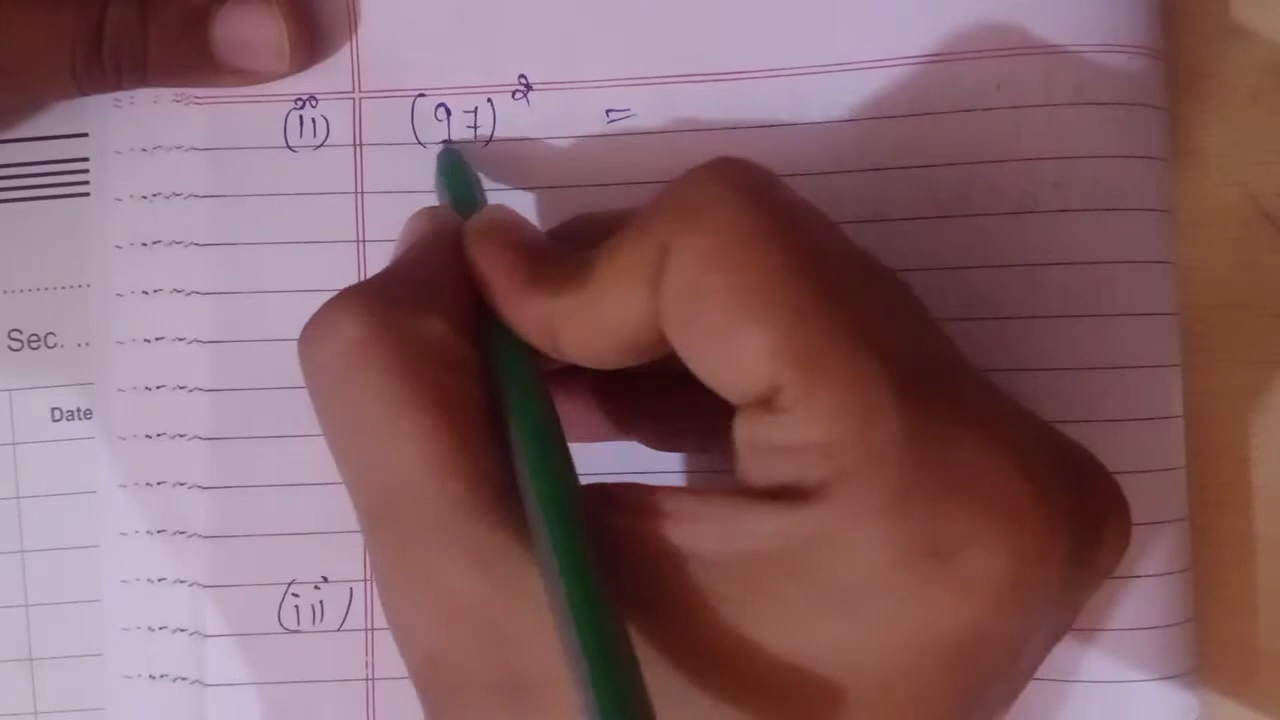 (ii) (97)² =
Sec. ..
Date
(iii)